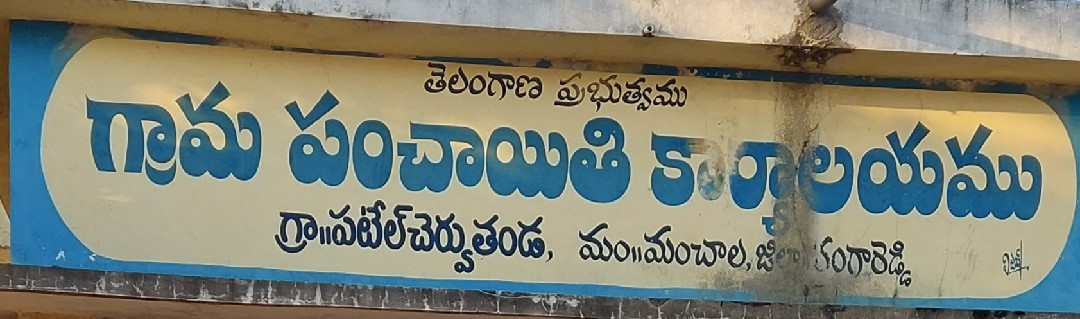 తెలంగాణ ప్రభుత్వము
గ్రామ పంచాయితి కార్యాలయము
గ్రా॥పటేల్‌చెర్వుతండ, మం॥మంచాల, జిల్లా రంగారెడ్డి